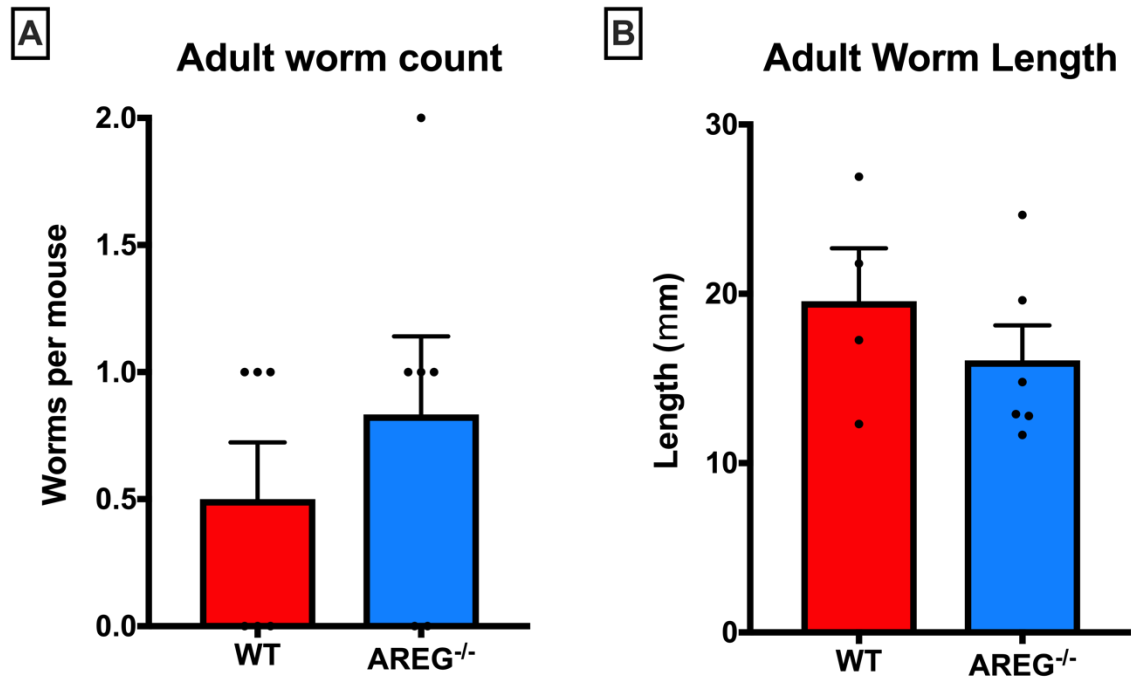 A
Adult worm count
Worms per mouse
2.0
1.5
1.0
0.5
0.0
WT
AREG-/-
B
Adult Worm Length
Length (mm)
30
20
10
0
WT
AREG-/-